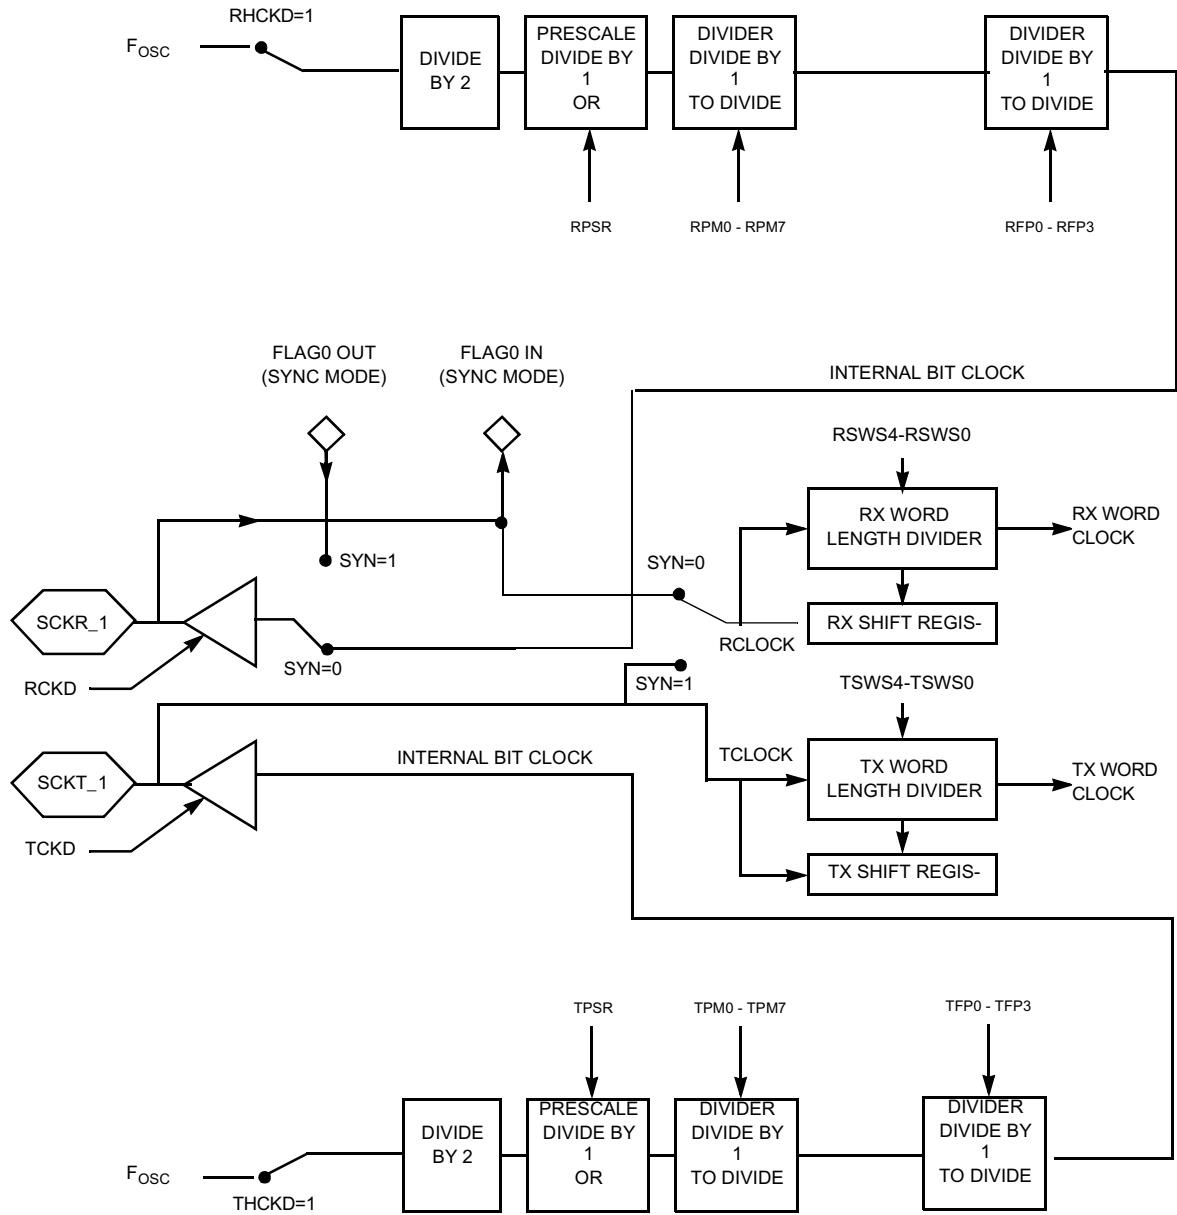 RHCKD=1
FOSC
DIVIDE
BY 2
PRESCALE
DIVIDE BY
1
OR
DIVIDER
DIVIDE BY
1
TO DIVIDE
DIVIDER
DIVIDE BY
1
TO DIVIDE
RPSR
RPM0 - RPM7
RFP0 - RFP3
FLAG0 OUT
(SYNC MODE)
FLAG0 IN
(SYNC MODE)
INTERNAL BIT CLOCK
RSWS4-RSWS0
RX WORD
LENGTH DIVIDER
RX WORD
CLOCK
SYN=1
SYN=0
SCKR_1
RX SHIFT REGIS-
RCLOCK
SYN=0
RCKD
SYN=1
TSWS4-TSWS0
INTERNAL BIT CLOCK
TCLOCK
TX WORD
LENGTH DIVIDER
TX WORD
CLOCK
SCKT_1
TCKD
TX SHIFT REGIS-
TPSR
TPM0 - TPM7
TFP0 - TFP3
DIVIDE
BY 2
PRESCALE
DIVIDE BY
1
OR
DIVIDER
DIVIDE BY
1
TO DIVIDE
DIVIDER
DIVIDE BY
1
TO DIVIDE
FOSC
THCKD=1